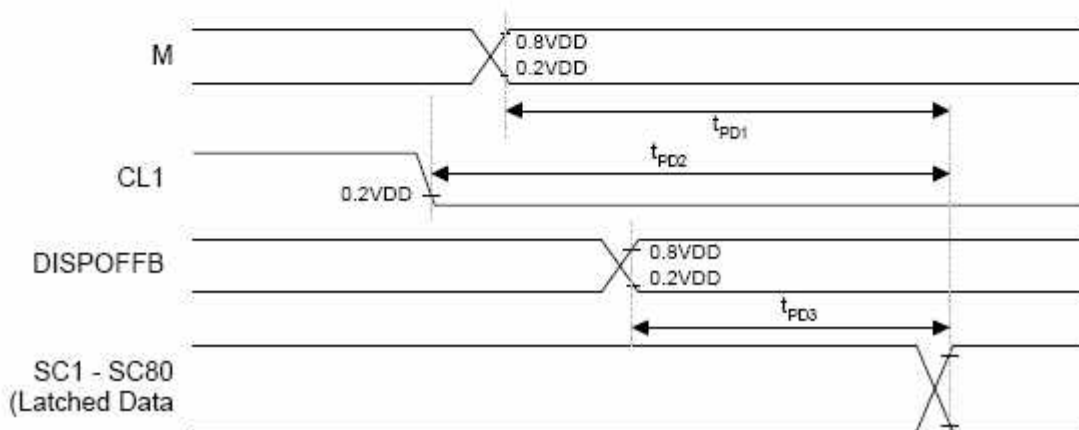 M
0.8VDD
0.2VDD
tPD1
tPD2
CL1
0.2VDD
DISPOFFB
0.8VDD
0.2VDD
tPD3
SC1 - SC80
(Latched Data